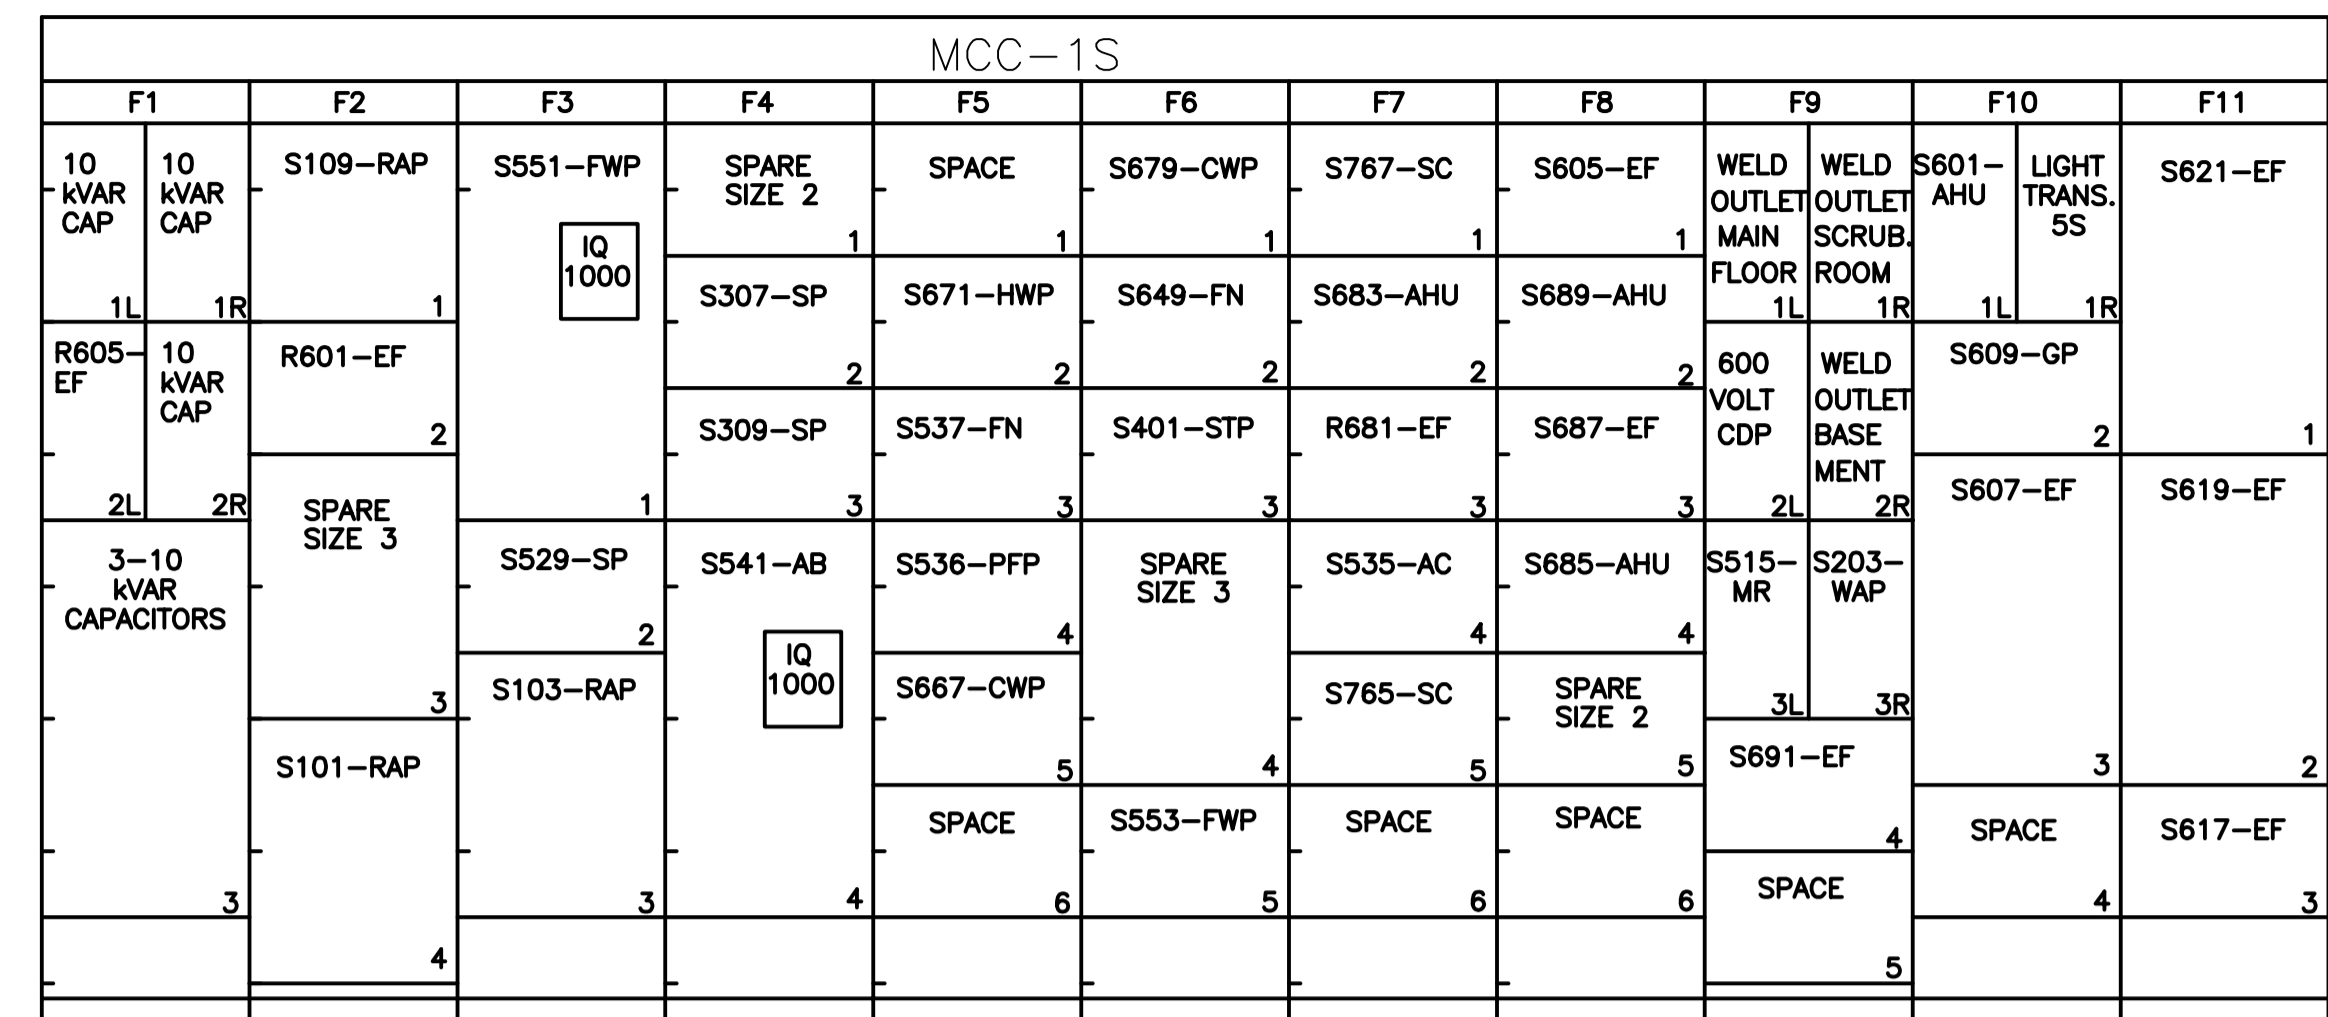 MCC-1S
F1
F2
F3
F4
F5
F6
F7
F8
F9
F10
F11
10
kVAR
CAP
1L
10
kVAR
CAP
1R
R605-
EF
2L
10
kVAR
CAP
2R
3-10
kVAR
CAPACITORS
3
S109-RAP
1
R601-EF
2
SPARE
SIZE 3
3
S101-RAP
4
S551-FWP
IQ
1000
1
S529-SP
2
S103-RAP
3
SPARE
SIZE 2
1
S307-SP
2
S309-SP
3
S541-AB
IQ
1000
4
SPACE
1
S671-HWP
2
S537-FN
3
S536-PFP
4
S667-CWP
5
SPACE
6
S679-CWP
1
S649-FN
2
S401-STP
3
SPARE
SIZE 3
4
S553-FWP
5
S767-SC
1
S683-AHU
2
R681-EF
3
S535-AC
4
S765-SC
5
SPACE
6
S605-EF
1
S689-AHU
2
S687-EF
3
S685-AHU
4
SPARE
SIZE 2
5
SPACE
6
WELD
OUTLET
MAIN
FLOOR
1L
WELD
OUTLET
SCRUB.
ROOM
1R
600
VOLT
CDP
2L
WELD
OUTLET
BASE
MENT
2R
S515-
MR
3L
S203-
WAP
3R
S691-EF
4
SPACE
5
S601-
AHU
1L
LIGHT
TRANS.
5S
1R
S609-GP
2
S607-EF
3
SPACE
4
S621-EF
1
S619-EF
2
S617-EF
3